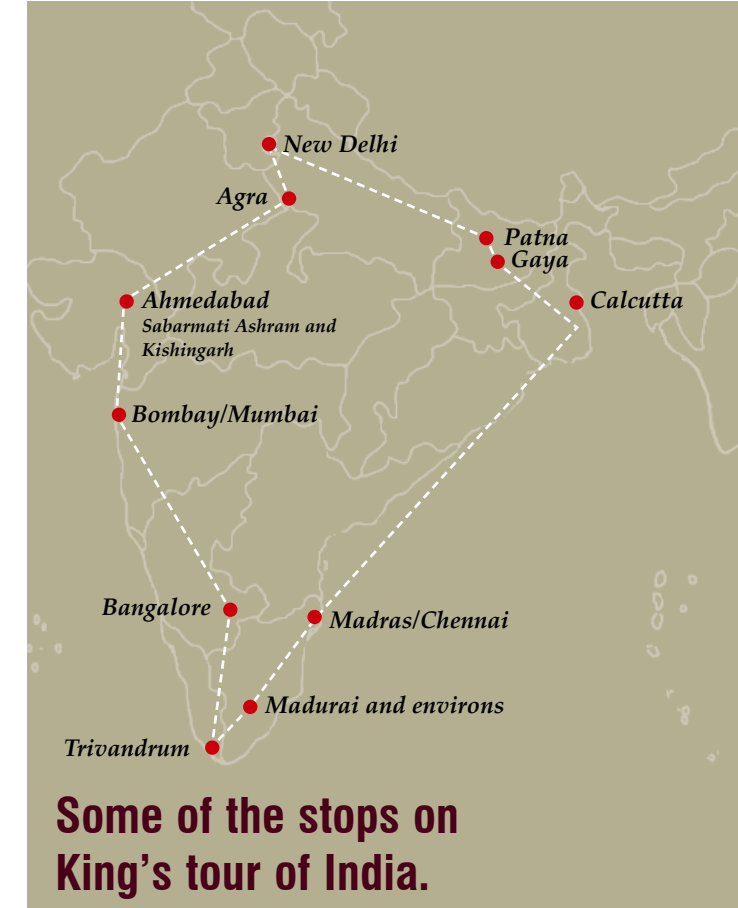 New Delhi
Agra
Patna
Gaya
Ahmedabad
Sabarmati Ashram and
Kishingarh
Calcutta
Bombay/Mumbai
Bangalore
Madras/Chennai
Madurai and environs
Trivandrum
Some of the stops on
King’s tour of India.